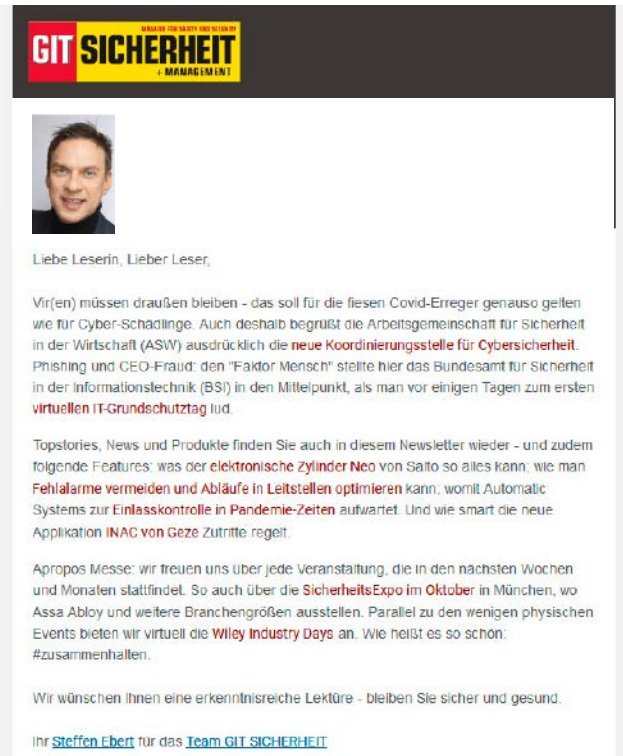 MAGAZIN FÜR SAFETY UND SECURITY
GIT SICHERHEIT
+ MANAGEMENT
Liebe Leserin, Lieber Leser,
Vir(en) müssen draußen bleiben - das soll für die fiesen Covid-Erreger genauso gelten
wie für Cyber-Schädlinge. Auch deshalb begrüßt die Arbeitsgemeinschaft für Sicherheit
in der Wirtschaft (ASW) ausdrücklich die neue Koordinierungsstelle für Cybersicherheit.
Phishing und CEO-Fraud: den "Faktor Mensch" stellte hier das Bundesamt für Sicherheit
in der Informationstechnik (BSI) in den Mittelpunkt, als man vor einigen Tagen zum ersten
virtuellen IT-Grundschutztag lud.
Topstories, News und Produkte finden Sie auch in diesem Newsletter wieder - und zudem
folgende Features: was der elektronische Zylinder Neo von Salto so alles kann; wie man
Fehlalarme vermeiden und Abläufe in Leitstellen optimieren kann; womit Automatic
Systems zur Einlasskontrolle in Pandemie-Zeiten aufwartet. Und wie smart die neue
Applikation INAC von Geze Zutritte regelt.
Apropos Messe: wir freuen uns über jede Veranstaltung, die in den nächsten Wochen
und Monaten stattfindet. So auch über die SicherheitsExpo im Oktober in München, wo
Assa Abloy und weitere Branchengrößen ausstellen. Parallel zu den wenigen physischen
Events bieten wir virtuell die Wiley Industry Days an. Wie heißt es so schön:
#zusammenhalten.
Wir wünschen Ihnen eine erkenntnisreiche Lektüre - bleiben Sie sicher und gesund.
Ihr Steffen Ebert für das Team GIT SICHERHEIT